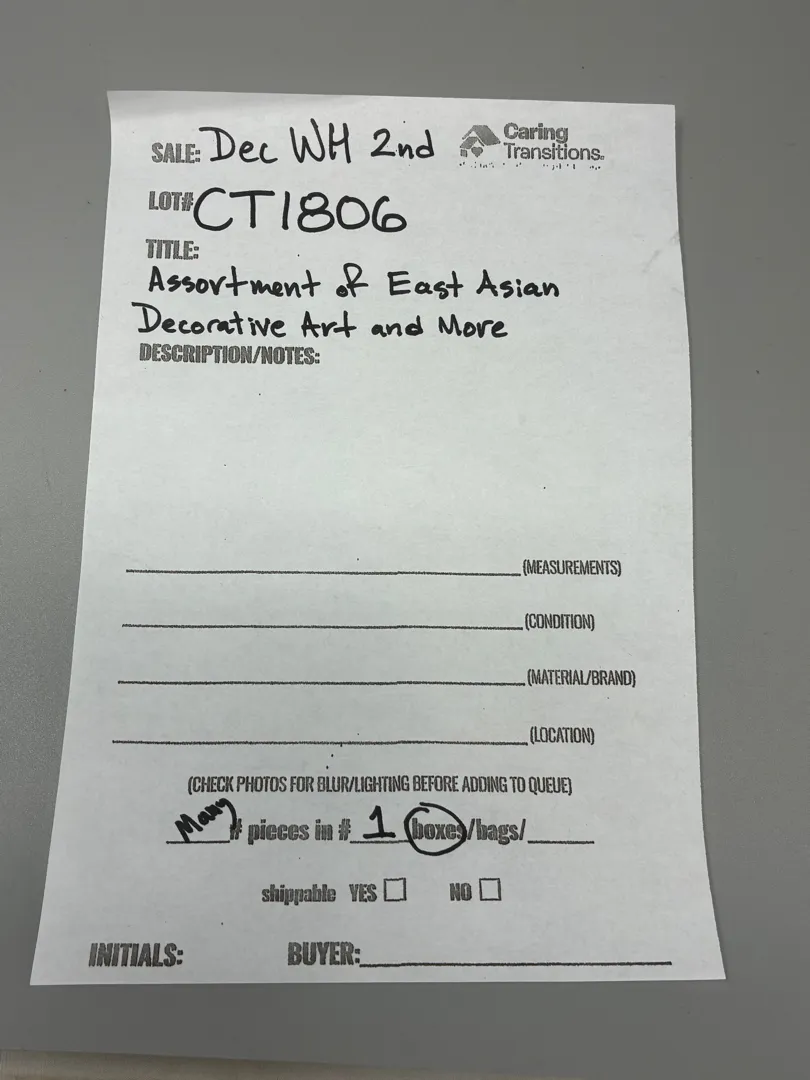 SALE: Dec WH 2nd
Caring
Transitions.
LOT# CT1806
TITLE:
Assortment of East Asian
Decorative Art and More
DESCRIPTION/NOTES:
(MEASUREMENTS)
(CONDITION)
(MATERIAL/BRAND)
(LOCATION)
(CHECK PHOTOS FOR BLUR/LIGHTING BEFORE ADDING TO QUEUE)
Many # pieces in # 1 boxes/bags/
shippable YES NO
INITIALS: BUYER: